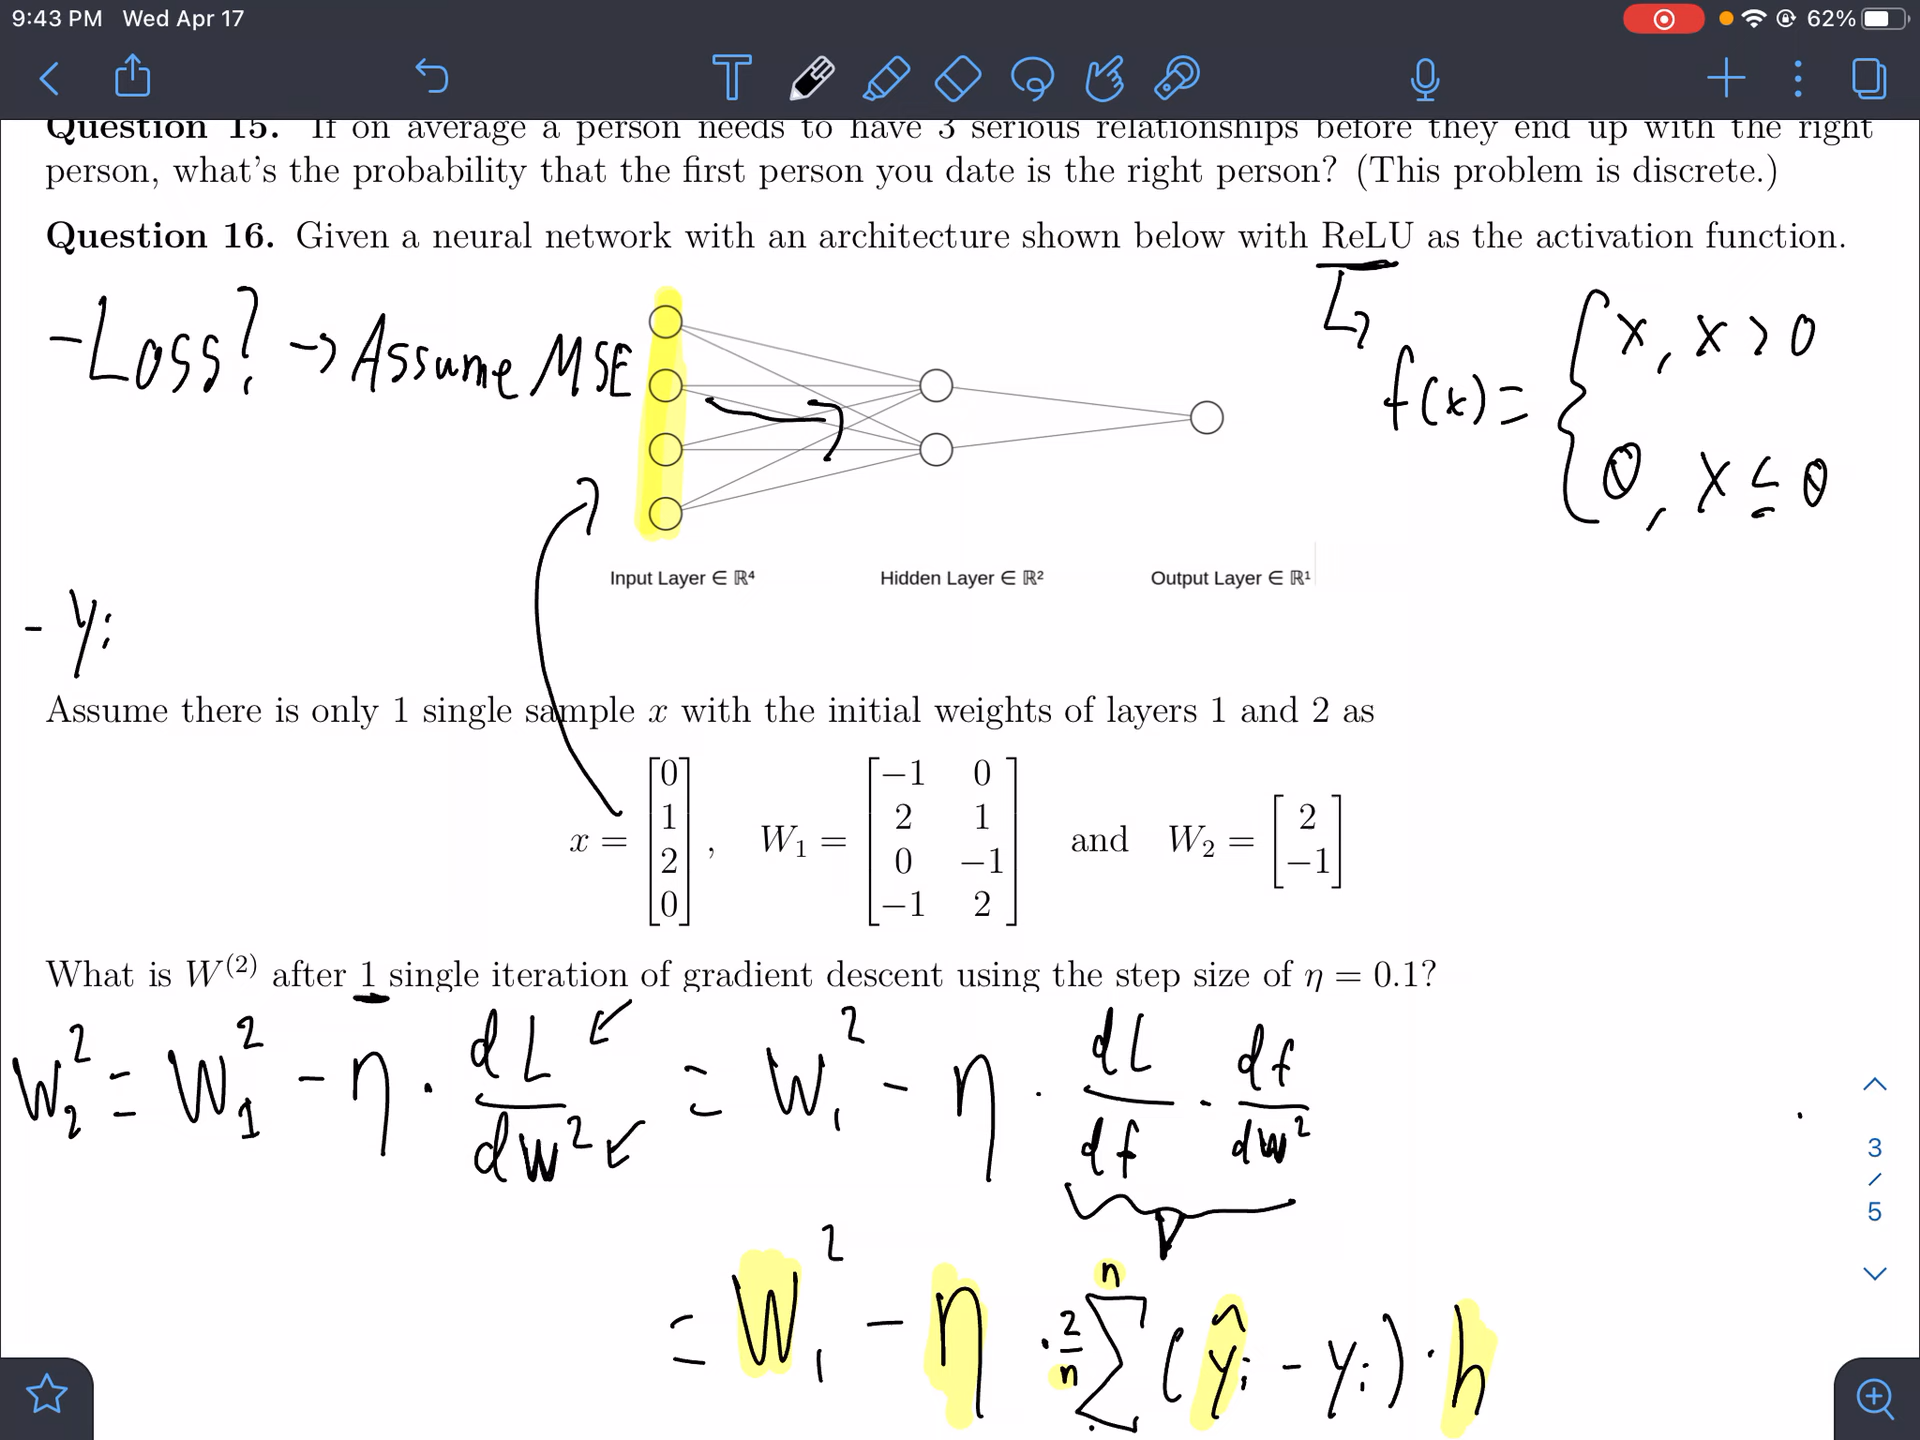 9:43 PM Wed Apr 17
62%
Question 15. If on average a person needs to have 3 serious relationships before they end up with the right
person, what's the probability that the first person you date is the right person? (This problem is discrete.)
Question 16. Given a neural network with an architecture shown below with ReLU as the activation function.
-Loss? → Assume MSE
f(x) = { x, x > 0
0, x ≤ 0
Input Layer ∈ ℝ⁴ Hidden Layer ∈ ℝ² Output Layer ∈ ℝ¹
- yᵢ
Assume there is only 1 single sample x with the initial weights of layers 1 and 2 as
x = [0 1 2 0], W₁ = [−1 0; 2 1; 0 −1; −1 2] and W₂ = [2 −1]
What is W⁽²⁾ after 1 single iteration of gradient descent using the step size of η = 0.1?
W₂² = W₁² - η · dL/dW² = W₁² - η · dL/df · df/dW²
= W₁² - η · 2/n Σⁿ (ŷᵢ - yᵢ) · h
3
/
5